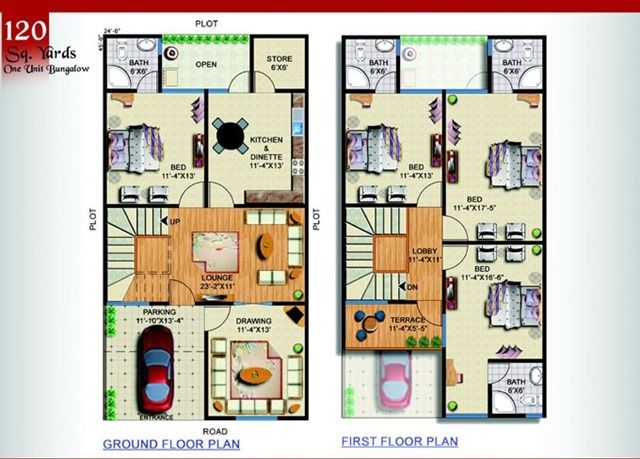 120
Sq. Yards
One Unit Bungalow
PLOT
24'-0"
45'-0"
BATH
6'X6'
OPEN
STORE
6'X6'
BED
11'-4"X13'
KITCHEN
&
DINETTE
11'-4"X13'
PLOT
PLOT
UP
LOUNGE
23'-2"X11'
PARKING
11'-10"X13'-4"
DRAWING
11'-4"X13'
ENTRANCE
ROAD
GROUND FLOOR PLAN
BATH
6'X6'
BATH
6'X6'
BED
11'-4"X13'
BED
11'-4"X17'-5"
LOBBY
11'-4"X11'
DN
BED
11'-4"X16'-6"
TERRACE
11'-4"X5'-5"
BATH
6'X6'
FIRST FLOOR PLAN